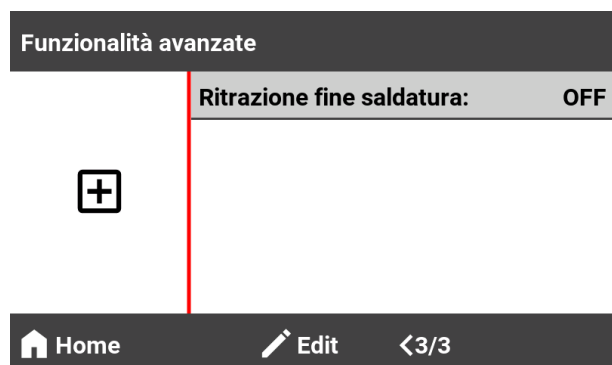 Funzionalità avanzate
Ritrazione fine saldatura: OFF
Home Edit <3/3